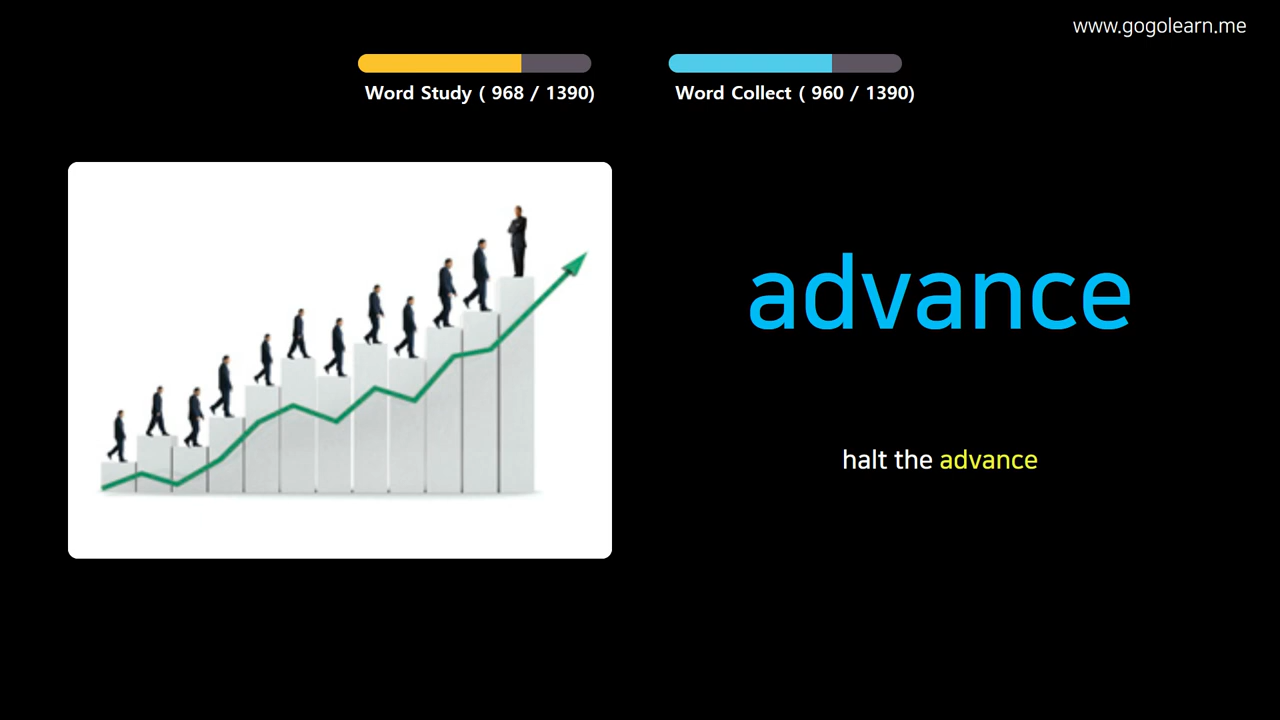 www.gogolearn.me
Word Study ( 968 / 1390)
Word Collect ( 960 / 1390)
advance
halt the advance